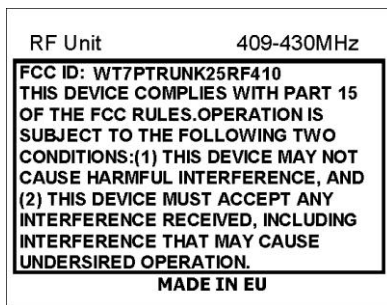 RF Unit 409-430MHz
FCC ID: WT7PTRUNK25RF410
THIS DEVICE COMPLIES WITH PART 15
OF THE FCC RULES.OPERATION IS
SUBJECT TO THE FOLLOWING TWO
CONDITIONS:(1) THIS DEVICE MAY NOT
CAUSE HARMFUL INTERFERENCE, AND
(2) THIS DEVICE MUST ACCEPT ANY
INTERFERENCE RECEIVED, INCLUDING
INTERFERENCE THAT MAY CAUSE
UNDERSIRED OPERATION.
MADE IN EU